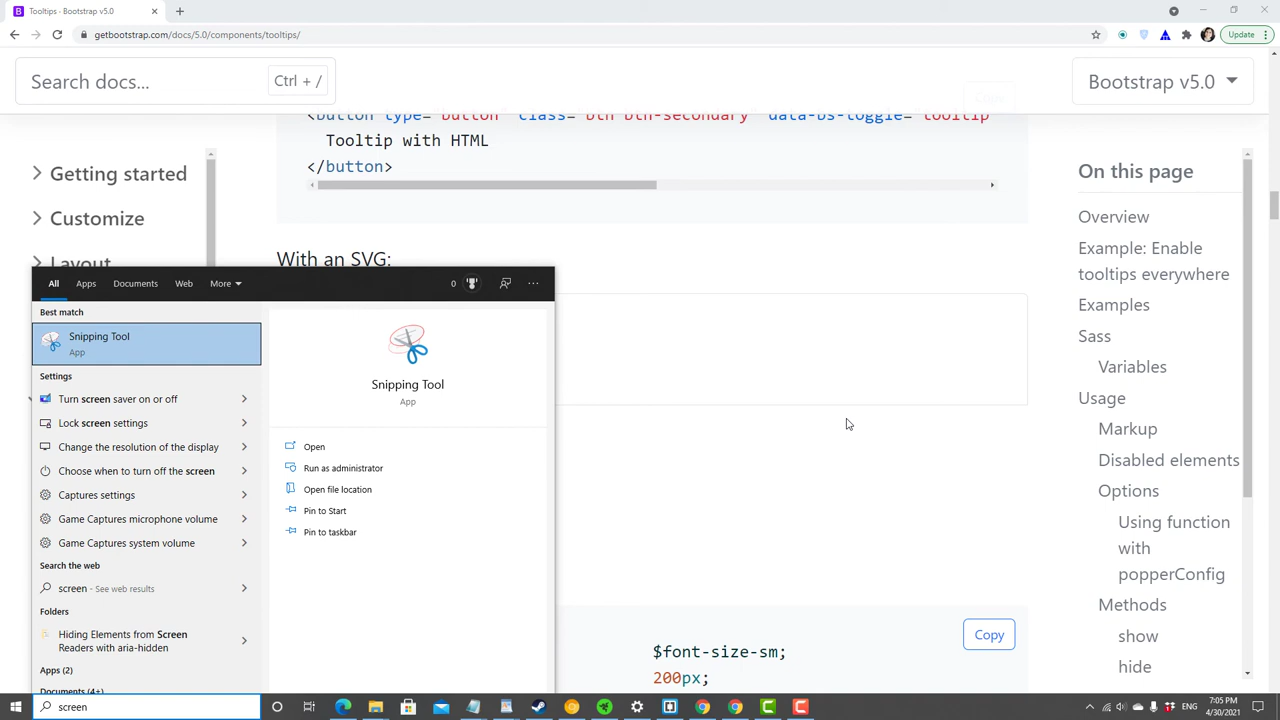 Tooltips - Bootstrap v5.0
getbootstrap.com/docs/5.0/components/tooltips/
Update
Search docs...
Ctrl + /
Bootstrap v5.0
<button type="button" class="btn btn-secondary" data-bs-toggle="tooltip"
Tooltip with HTML
</button>
With an SVG:
Getting started
Customize
Layout
On this page
Overview
Example: Enable
tooltips everywhere
Examples
Sass
Variables
Usage
Markup
Disabled elements
Options
Using function
with
popperConfig
Methods
show
hide
All
Apps
Documents
Web
More
0
Best match
Snipping Tool
App
Settings
Turn screen saver on or off
Lock screen settings
Change the resolution of the display
Choose when to turn off the screen
Captures settings
Game Captures microphone volume
Game Captures system volume
Search the web
screen - See web results
Folders
Hiding Elements from Screen
Readers with aria-hidden
Apps (2)
Documents (4+)
Snipping Tool
App
Open
Run as administrator
Open file location
Pin to Start
Pin to taskbar
Copy
$font-size-sm;
200px;
screen
ENG
7:05 PM
4/30/2021